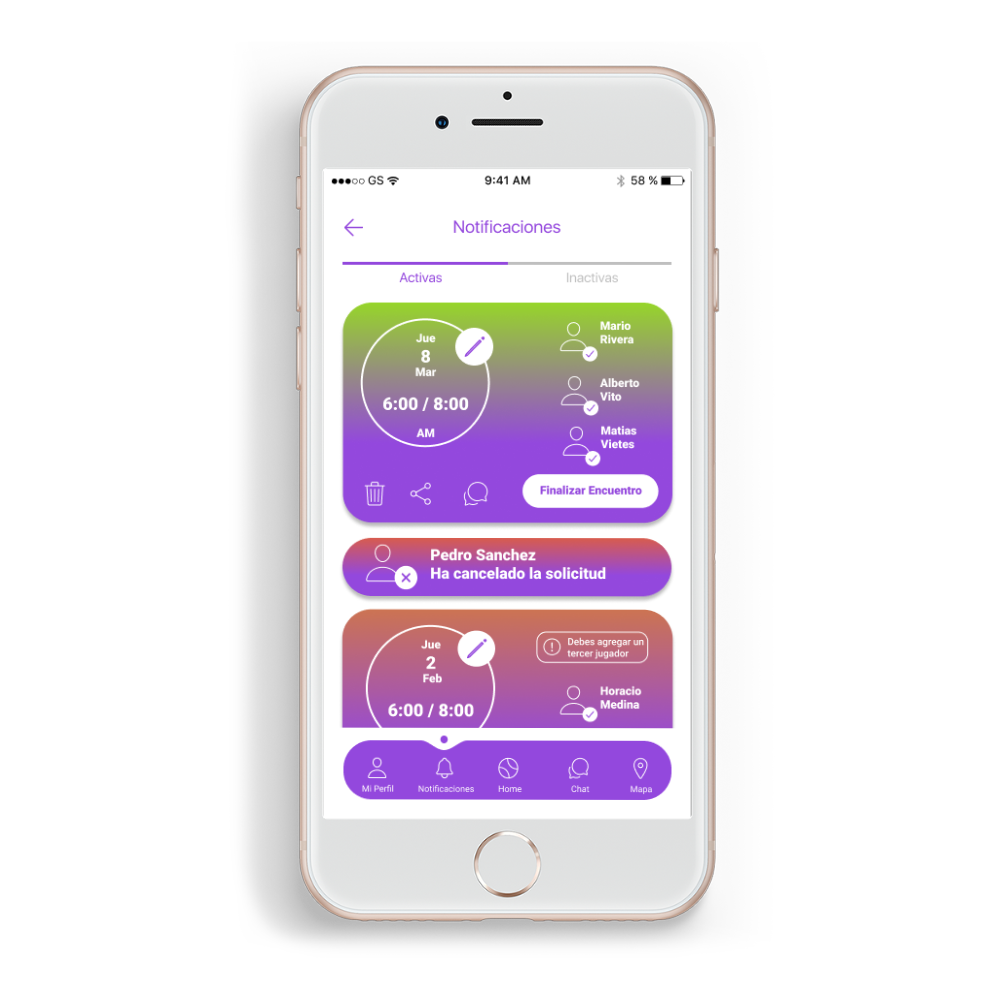 GS 9:41 AM 58 %
Notificaciones
Activas
Inactivas
Jue
8
Mar
6:00 / 8:00
AM
Mario
Rivera
Alberto
Vito
Matias
Vietes
Finalizar Encuentro
Pedro Sanchez
Ha cancelado la solicitud
Jue
2
Feb
6:00 / 8:00
Debes agregar un
tercer jugador
Horacio
Medina
Mi Perfil
Notificaciones
Home
Chat
Mapa